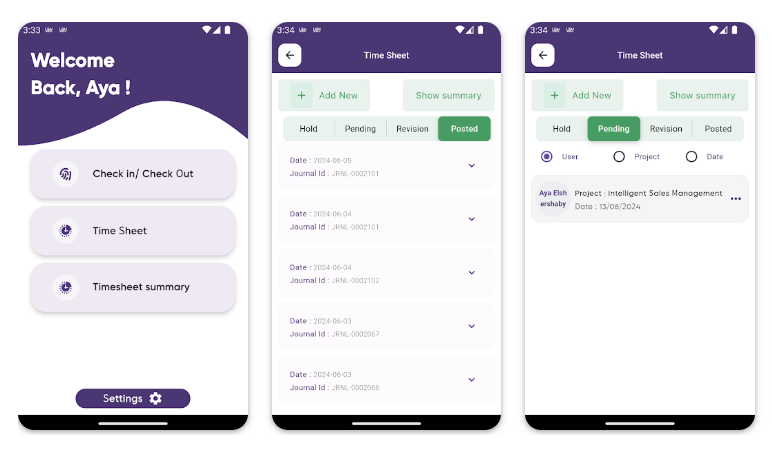 3:33
Welcome
Back, Aya !
Check in/ Check Out
Time Sheet
Timesheet summary
Settings
3:34
Time Sheet
+ Add New
Show summary
Hold Pending Revision Posted
Date : 2024-06-05
Journal Id : JRNL-0002101
Date : 2024-06-04
Journal Id : JRNL-0002101
Date : 2024-06-04
Journal Id : JRNL-0002102
Date : 2024-06-03
Journal Id : JRNL-0002067
Date : 2024-06-03
Journal Id : JRNL-0002066
3:34
Time Sheet
+ Add New
Show summary
Hold Pending Revision Posted
User Project Date
Aya Elsh
ershaby
Project : Intelligent Sales Management
Date : 13/08/2024